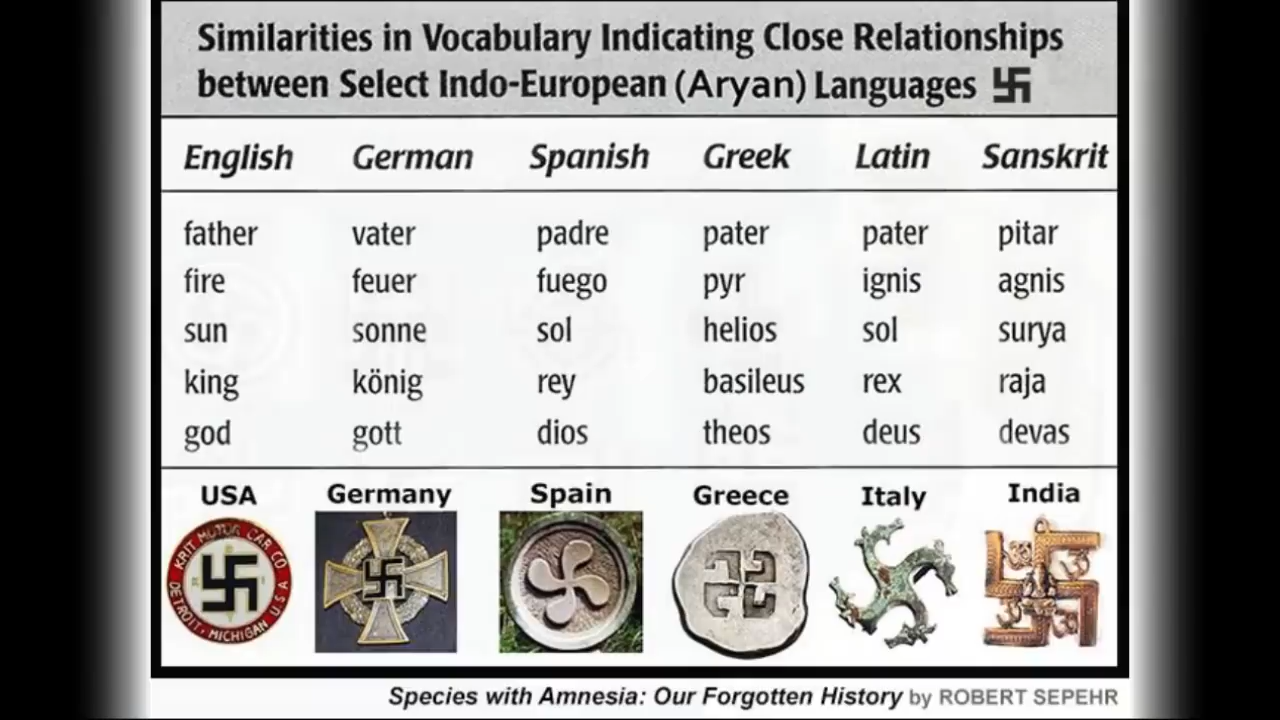 Similarities in Vocabulary Indicating Close Relationships
between Select Indo-European (Aryan) Languages 卐
English German Spanish Greek Latin Sanskrit
father vater padre pater pater pitar
fire feuer fuego pyr ignis agnis
sun sonne sol helios sol surya
king könig rey basileus rex raja
god gott dios theos deus devas
USA Germany Spain Greece Italy India
KRIT MOTOR CAR CO
DETROIT, MICHIGAN U.S.A
Species with Amnesia: Our Forgotten History by ROBERT SEPEHR